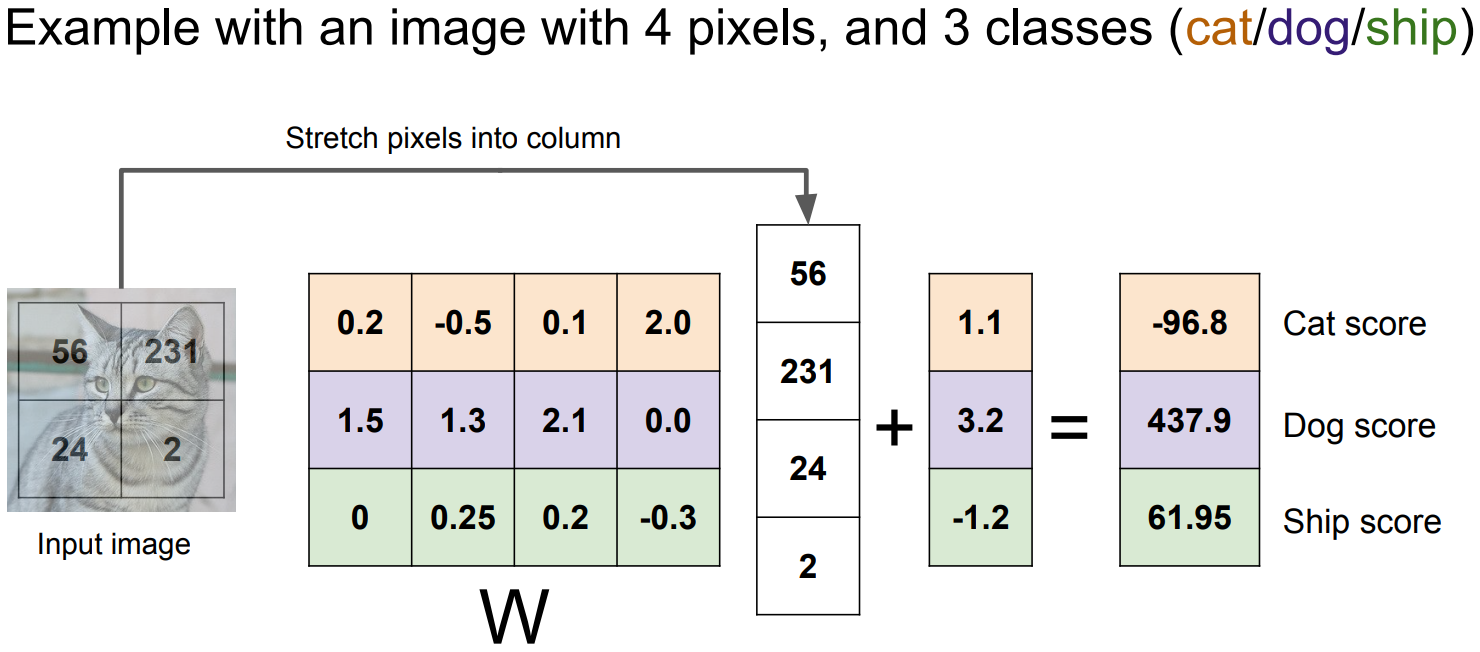 Example with an image with 4 pixels, and 3 classes (cat/dog/ship)
Stretch pixels into column
56 231
24 2
Input image
0.2 -0.5 0.1 2.0
1.5 1.3 2.1 0.0
0 0.25 0.2 -0.3
W
56
231
24
2
+
1.1
3.2
-1.2
=
-96.8 Cat score
437.9 Dog score
61.95 Ship score